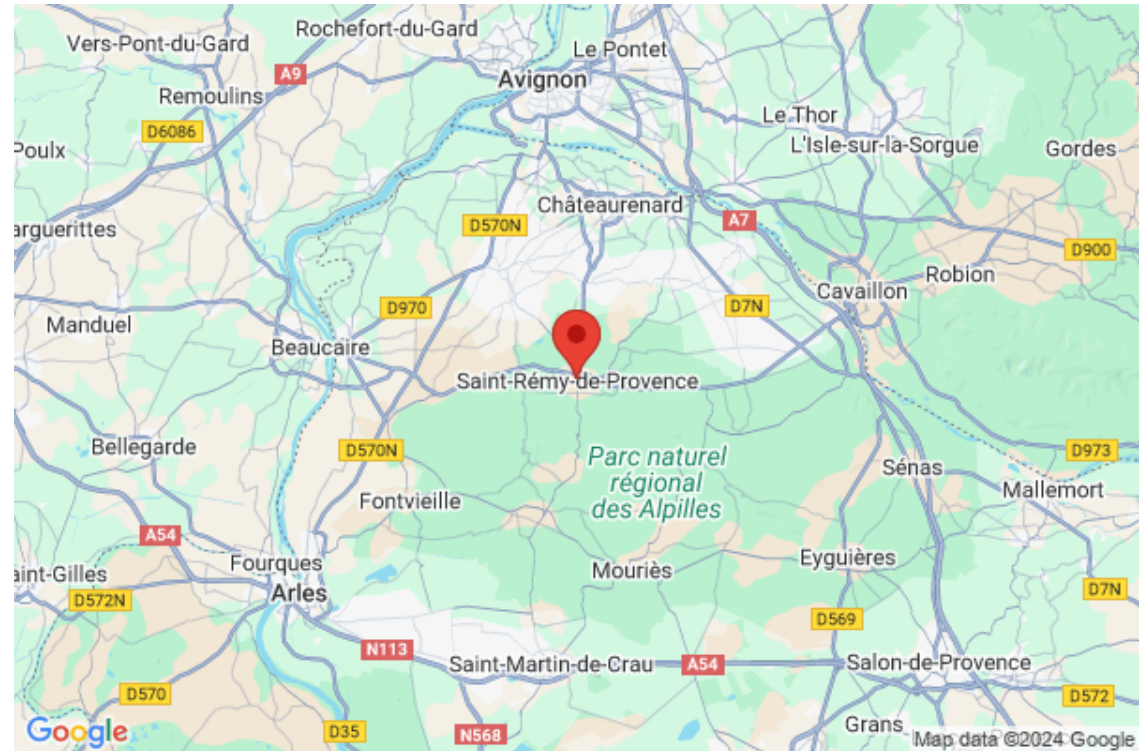 Rochefort-du-Gard
Vers-Pont-du-Gard
Le Pontet
A9
Avignon
Remoulins
Le Thor
D6086
L'Isle-sur-la-Sorgue
Poulx
Gordes
Châteaurenard
arguerittes
D570N
A7
D900
Robion
Cavaillon
D970
D7N
Manduel
Beaucaire
Saint-Rémy-de-Provence
Bellegarde
D570N
D973
Parc naturel
régional
des Alpilles
Sénas
Mallemort
Fontvieille
A54
Eyguières
Fourques
Mouriès
aint-Gilles
D7N
Arles
D572N
D569
N113
Saint-Martin-de-Crau
A54
Salon-de-Provence
D570
D572
Grans
Google
D35
N568
Map data ©2024 Google